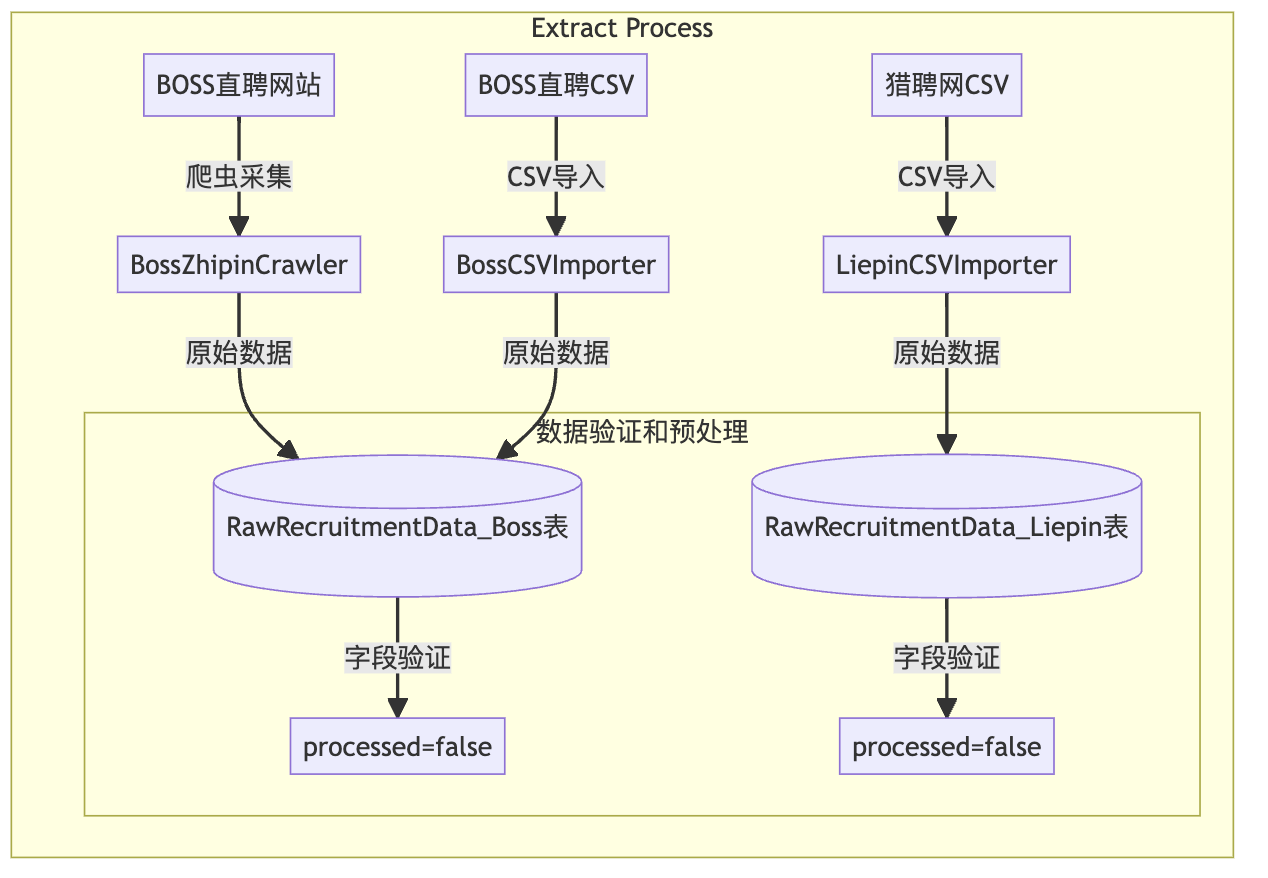 Extract Process
BOSS直聘网站
BOSS直聘CSV
猎聘网CSV
爬虫采集
CSV导入
CSV导入
BossZhipinCrawler
BossCSVImporter
LiepinCSVImporter
原始数据
原始数据
原始数据
数据验证和预处理
RawRecruitmentData_Boss表
RawRecruitmentData_Liepin表
字段验证
字段验证
processed=false
processed=false